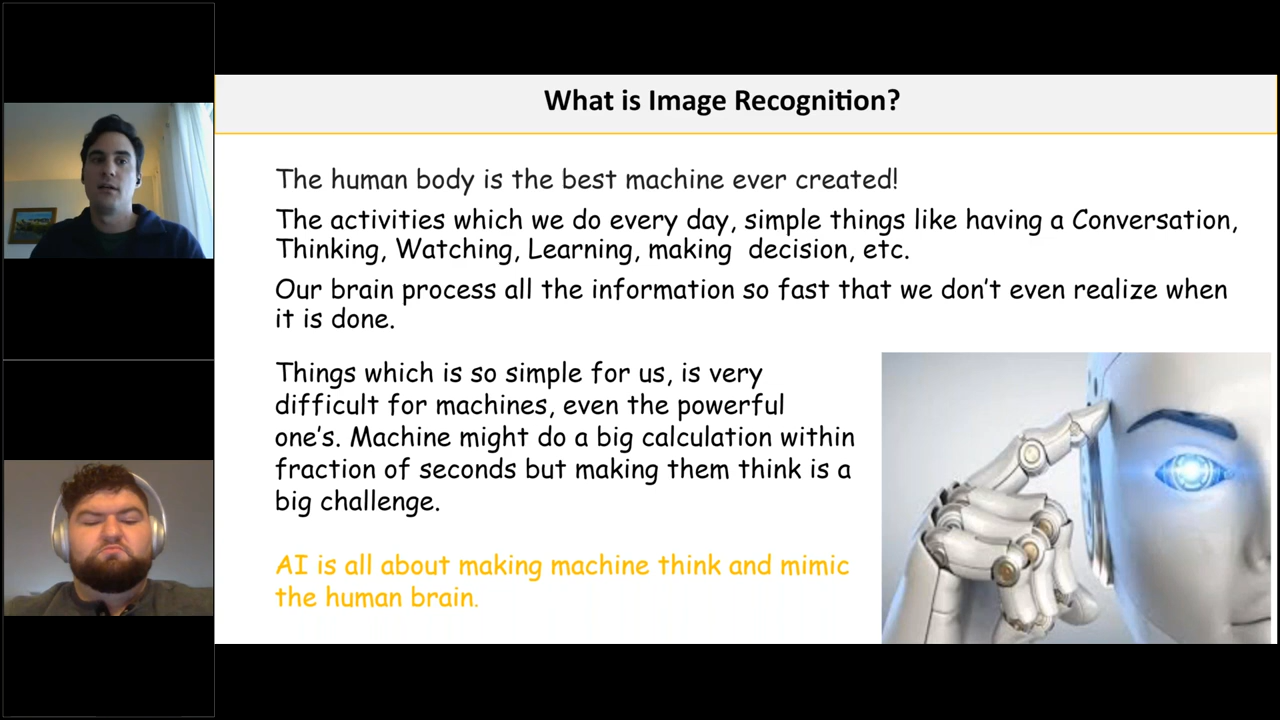 What is Image Recognition?
The human body is the best machine ever created!
The activities which we do every day, simple things like having a Conversation,
Thinking, Watching, Learning, making  decision, etc.
Our brain process all the information so fast that we don't even realize when
it is done.
Things which is so simple for us, is very
difficult for machines, even the powerful
one's. Machine might do a big calculation within
fraction of seconds but making them think is a
big challenge.
AI is all about making machine think and mimic
the human brain.